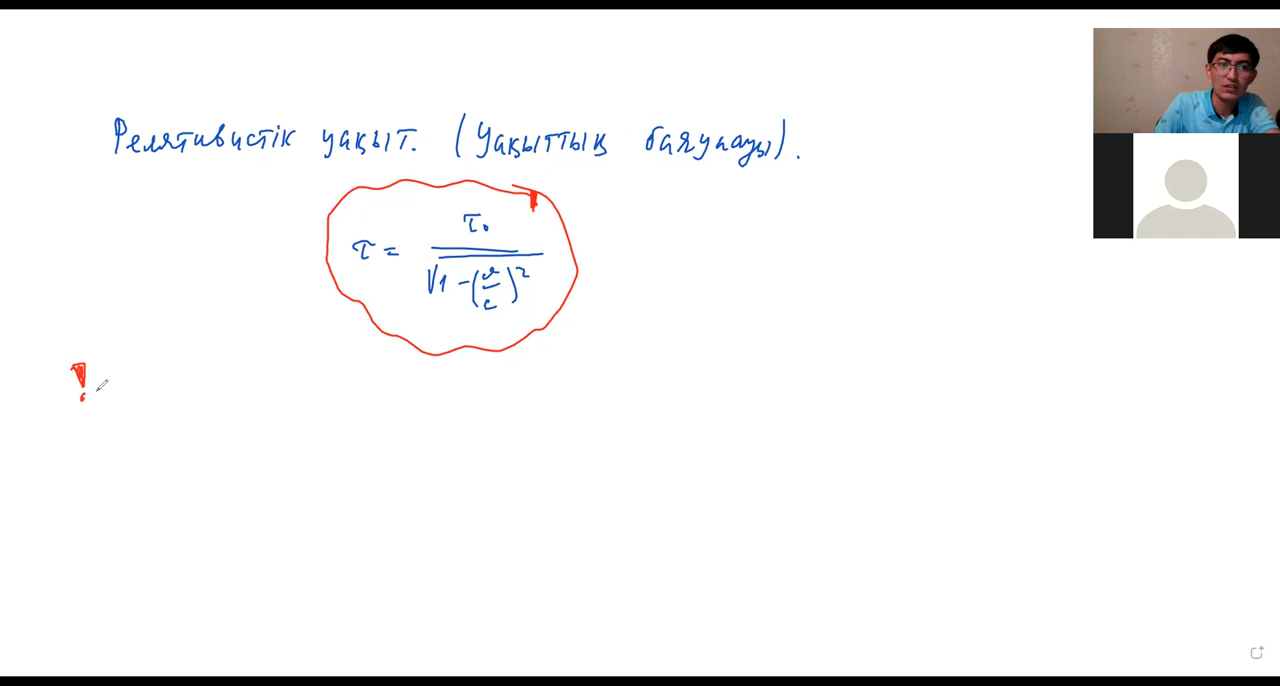 Релятивистік уақыт. (Уақыттың баяулауы).
τ = τ₀ / √1 - (v/c)²
!